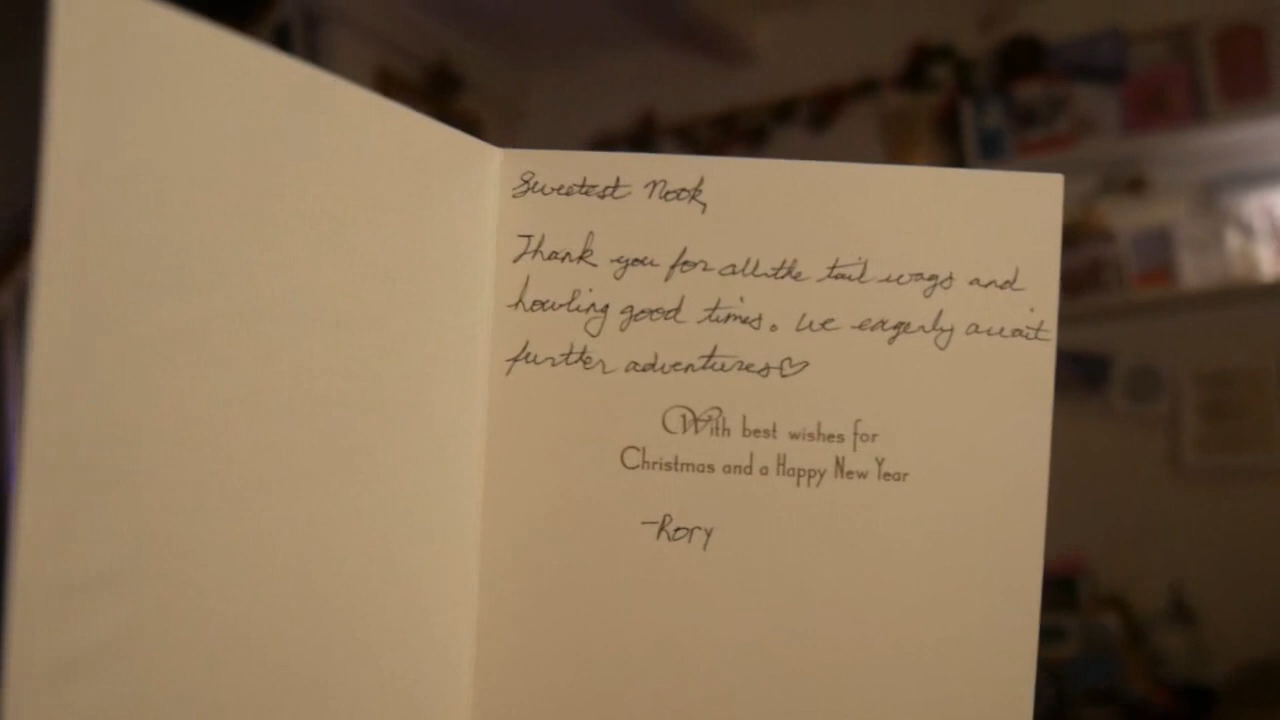 Sweetest Nook,
Thank you for all the tail wags and
howling good times. We eagerly await
further adventures♡
With best wishes for
Christmas and a Happy New Year
-Rory